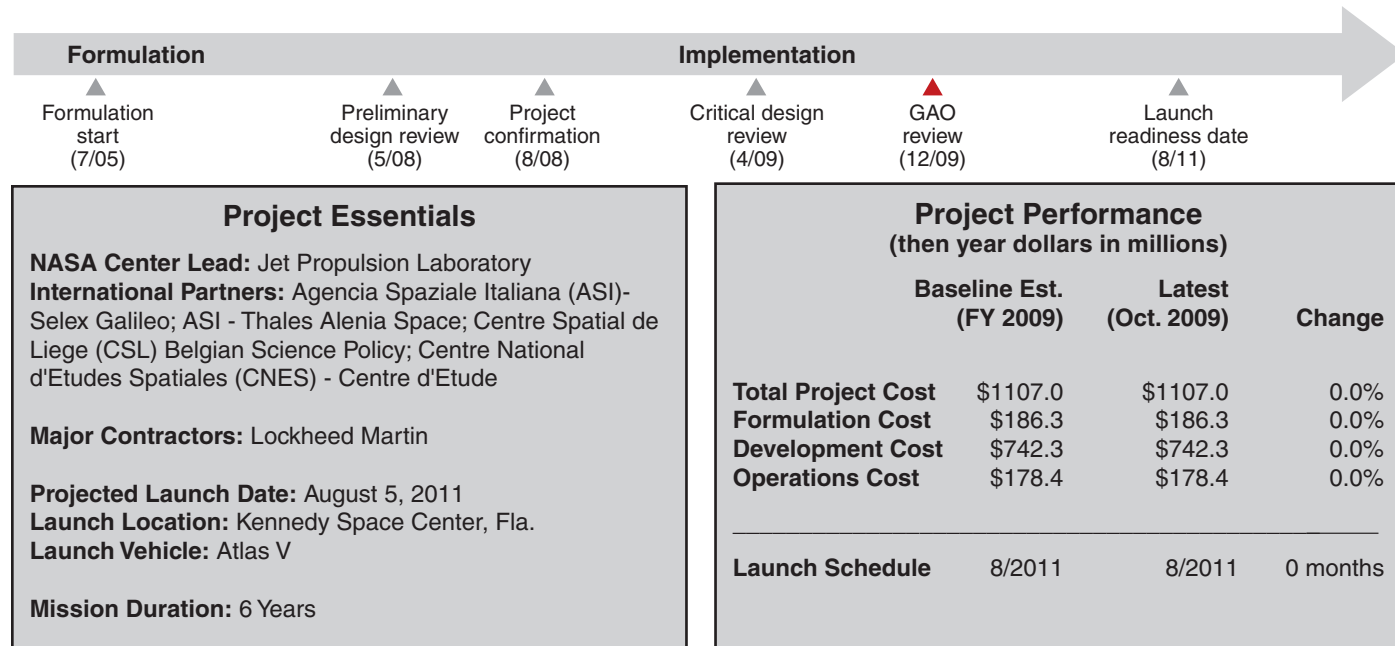 Formulation
Implementation
Formulation
start
(7/05)
Preliminary
design review
(5/08)
Project
confirmation
(8/08)
Critical design
review
(4/09)
GAO
review
(12/09)
Launch
readiness date
(8/11)
Project Essentials
NASA Center Lead: Jet Propulsion Laboratory
International Partners: Agencia Spaziale Italiana (ASI)-
Selex Galileo; ASI - Thales Alenia Space; Centre Spatial de
Liege (CSL) Belgian Science Policy; Centre National
d'Etudes Spatiales (CNES) - Centre d'Etude
Major Contractors: Lockheed Martin
Projected Launch Date: August 5, 2011
Launch Location: Kennedy Space Center, Fla.
Launch Vehicle: Atlas V
Mission Duration: 6 Years
Project Performance
(then year dollars in millions)
Baseline Est. Latest
(FY 2009) (Oct. 2009) Change
Total Project Cost $1107.0 $1107.0 0.0%
Formulation Cost $186.3 $186.3 0.0%
Development Cost $742.3 $742.3 0.0%
Operations Cost $178.4 $178.4 0.0%
Launch Schedule 8/2011 8/2011 0 months